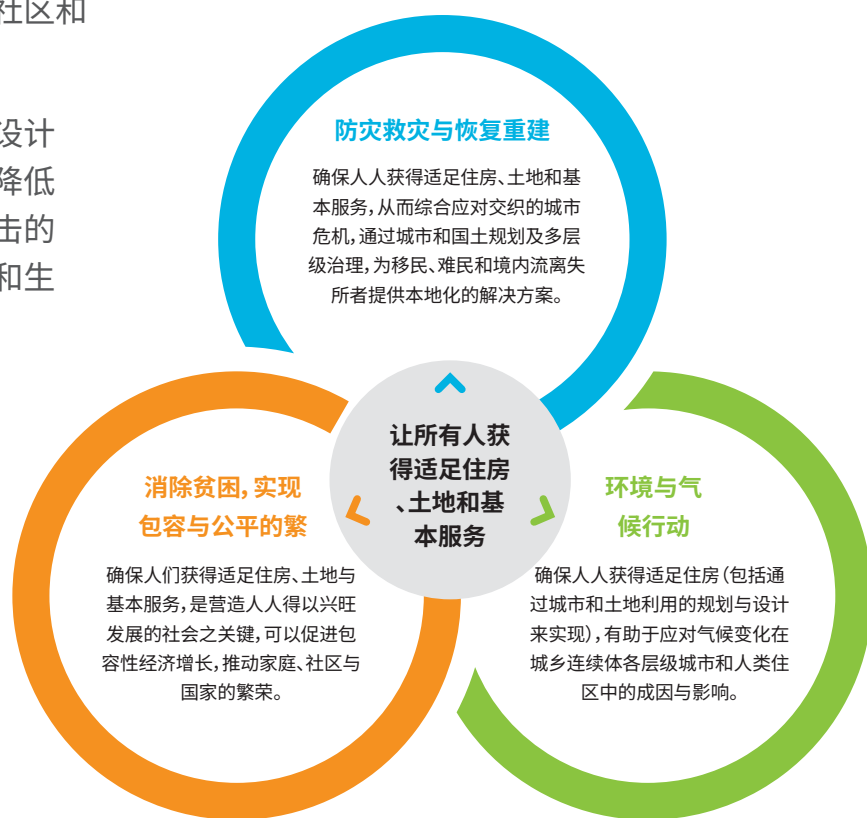 社区和
设计
降低
击的
和生
防灾救灾与恢复重建
确保人人获得适足住房、土地和基
本服务，从而综合应对交织的城市
危机，通过城市和国土规划及多层
级治理，为移民、难民和境内流离失
所者提供本地化的解决方案。
让所有人获
得适足住房
、土地和基
本服务
消除贫困，实现
包容与公平的繁
确保人们获得适足住房、土地与
基本服务，是营造人人得以兴旺
发展的社会之关键，可以促进包
容性经济增长，推动家庭、社区与
国家的繁荣。
环境与气
候行动
确保人人获得适足住房（包括通
过城市和土地利用的规划与设计
来实现），有助于应对气候变化在
城乡连续体各层级城市和人类住
区中的成因与影响。